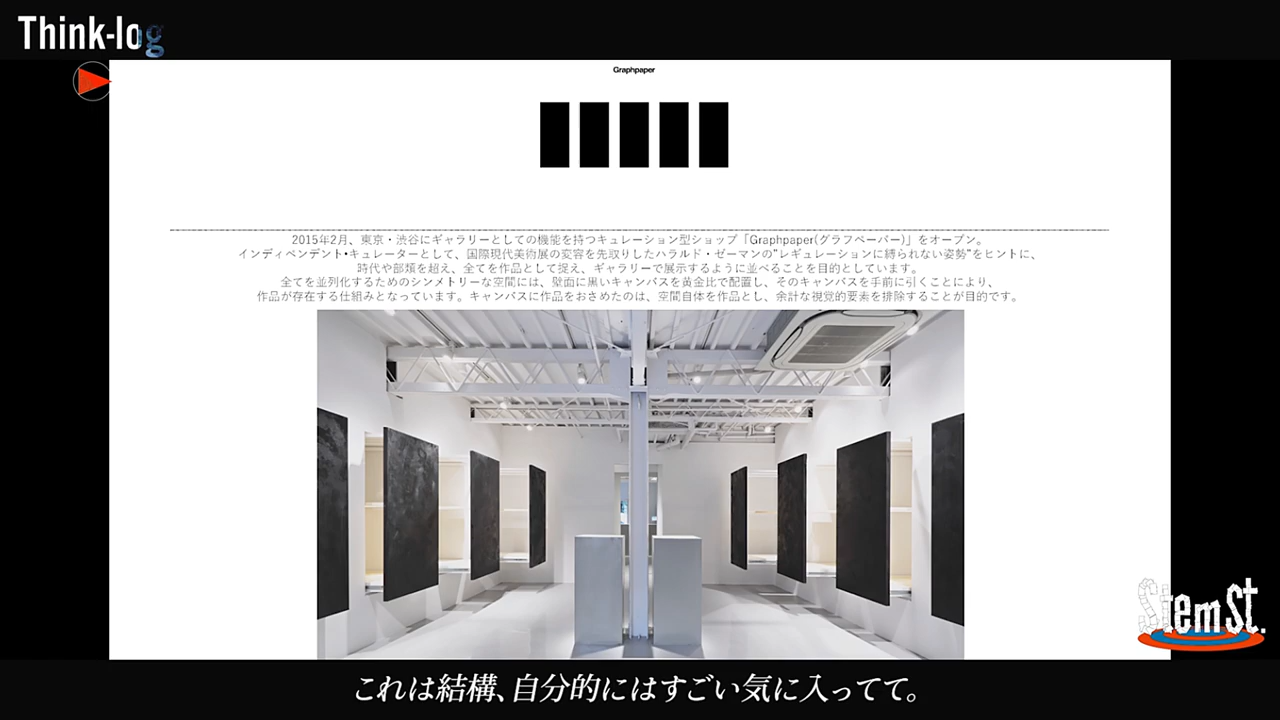 Think-log
Graphpaper
2015年2月、東京・渋谷にギャラリーとしての機能を持つキュレーション型ショップ「Graphpaper(グラフペーパー)」をオープン。
インディペンデント•キュレーターとして、国際現代美術展の変容を先取りしたハラルド・ゼーマンの"レギュレーションに縛られない姿勢"をヒントに、
時代や部類を超え、全てを作品として捉え、ギャラリーで展示するように並べることを目的としています。
全てを並列化するためのシンメトリーな空間には、壁面に黒いキャンバスを黄金比で配置し、そのキャンバスを手前に引くことにより、
作品が存在する仕組みとなっています。キャンバスに作品をおさめたのは、空間自体を作品とし、余計な視覚的要素を排除することが目的です。
StemSt.
これは結構、自分的にはすごい気に入ってて。